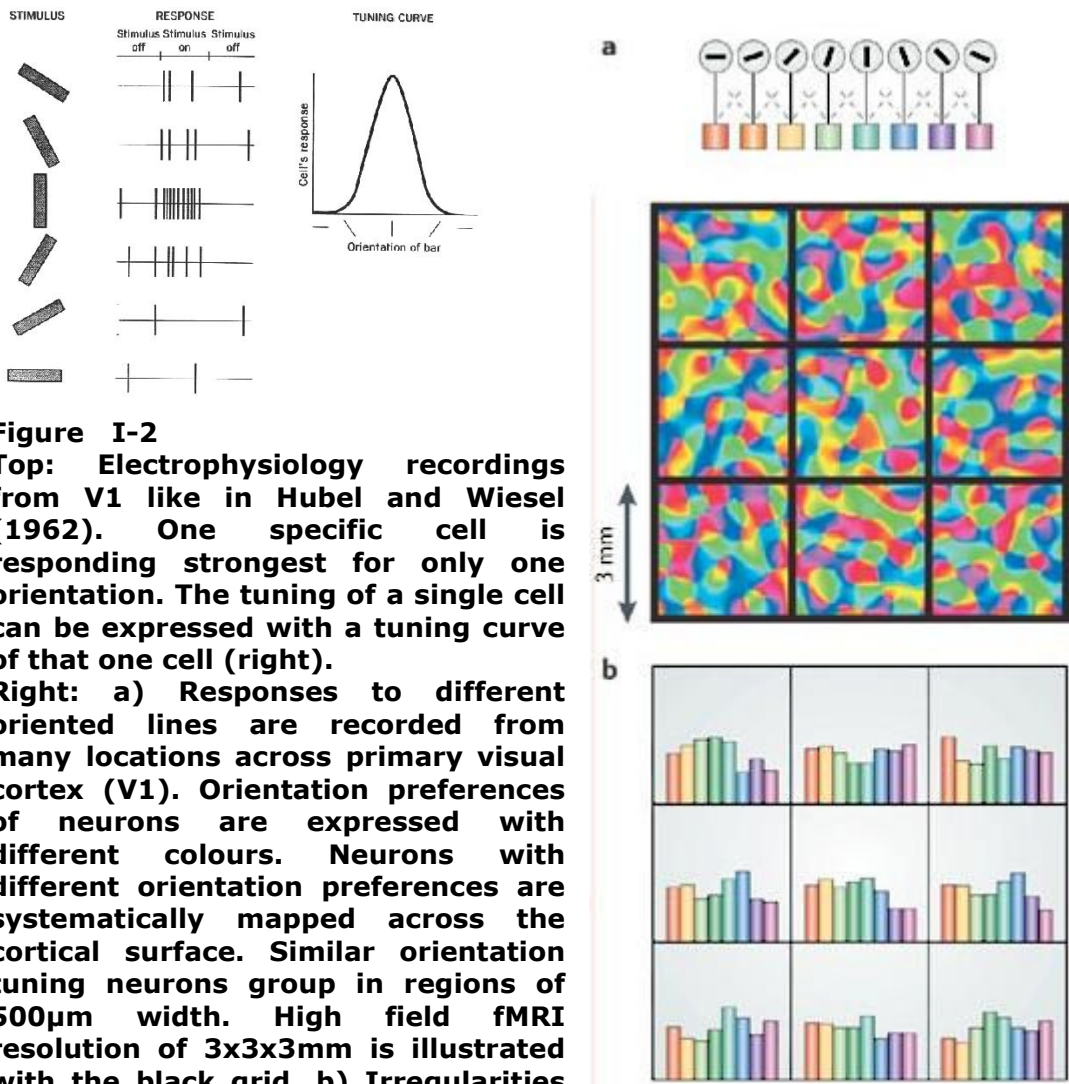 STIMULUS
RESPONSE
Stimulus Stimulus Stimulus
off on off
TUNING CURVE
Cell's response
Orientation of bar
Figure I-2
Top: Electrophysiology recordings
from V1 like in Hubel and Wiesel
(1962). One specific cell is
responding strongest for only one
orientation. The tuning of a single cell
can be expressed with a tuning curve
of that one cell (right).
Right: a) Responses to different
oriented lines are recorded from
many locations across primary visual
cortex (V1). Orientation preferences
of neurons are expressed with
different colours. Neurons with
different orientation preferences are
systematically mapped across the
cortical surface. Similar orientation
tuning neurons group in regions of
500µm width. High field fMRI
resolution of 3x3x3mm is illustrated
with the black grid. b) Irregularities
a
3 mm
b